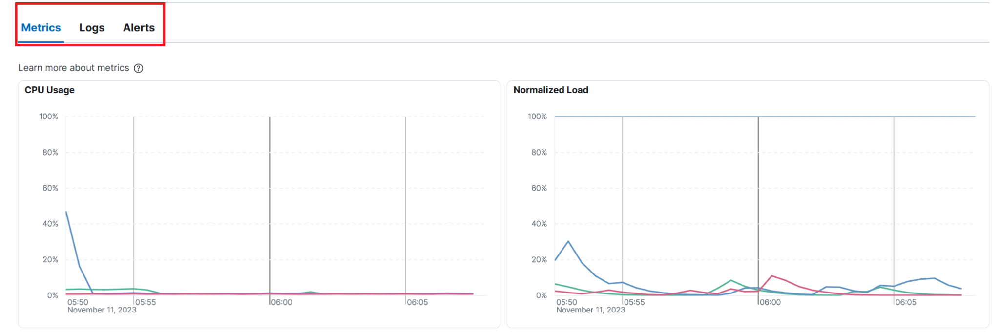 Metrics Logs Alerts
Learn more about metrics ?
CPU Usage
100%
80%
60%
40%
20%
0%
05:50 05:55 06:00 06:05
November 11, 2023
Normalized Load
100%
80%
60%
40%
20%
0%
05:50 05:55 06:00 06:05
November 11, 2023